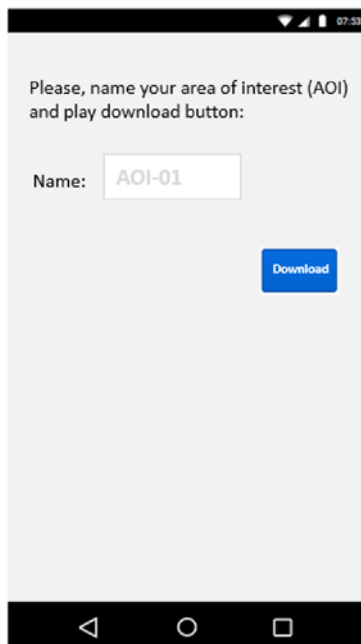 07:53
Please, name your area of interest (AOI)
and play download button:
Name: AOI-01
Download